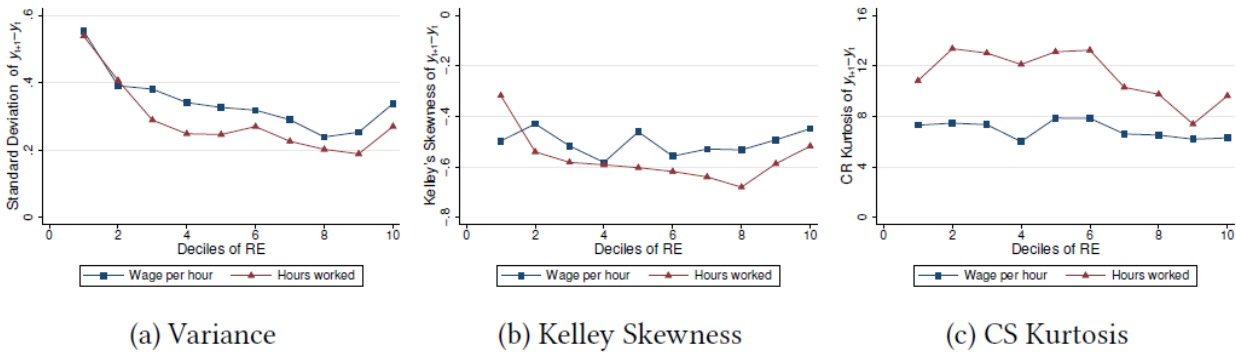 Standard Deviation of yₜ₊₁–yₜ
.6
.4
.2
0
0 2 4 6 8 10
Deciles of RE
Wage per hour Hours worked
(a) Variance
Kelley's Skewness of yₜ₊₁–yₜ
0
-.2
-.4
-.6
-.8
0 2 4 6 8 10
Deciles of RE
Wage per hour Hours worked
(b) Kelley Skewness
CR Kurtosis of yₜ₊₁–yₜ
16
12
8
4
0
0 2 4 6 8 10
Deciles of RE
Wage per hour Hours worked
(c) CS Kurtosis